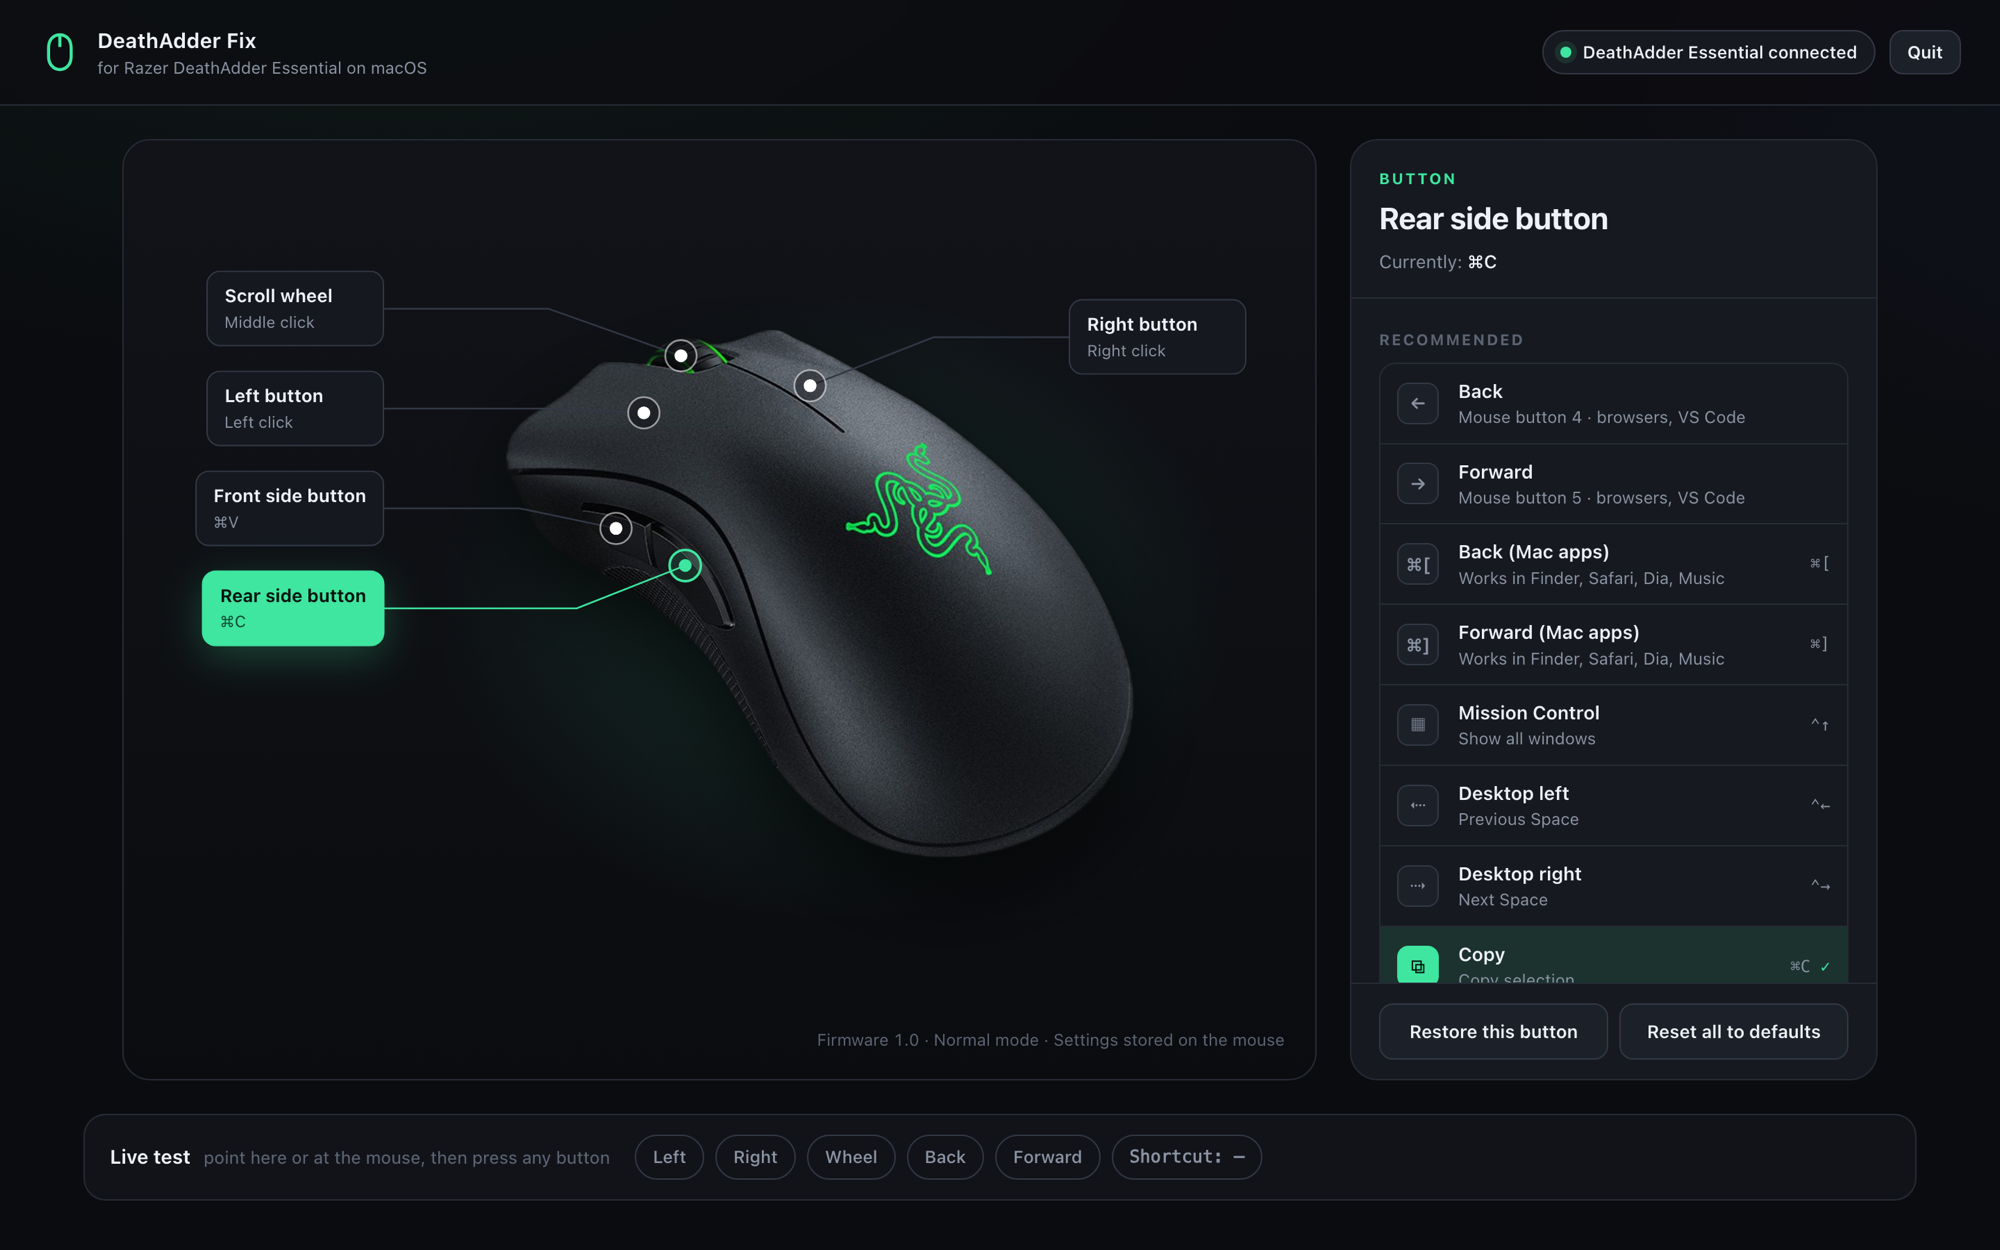 DeathAdder Fix
for Razer DeathAdder Essential on macOS
DeathAdder Essential connected
Quit
Scroll wheel
Middle click
Left button
Left click
Front side button
⌘V
Rear side button
⌘C
Right button
Right click
Firmware 1.0 · Normal mode · Settings stored on the mouse
BUTTON
Rear side button
Currently: ⌘C
RECOMMENDED
← Back
Mouse button 4 · browsers, VS Code
→ Forward
Mouse button 5 · browsers, VS Code
⌘[ Back (Mac apps) ⌘[
Works in Finder, Safari, Dia, Music
⌘] Forward (Mac apps) ⌘]
Works in Finder, Safari, Dia, Music
▦ Mission Control ^↑
Show all windows
⇠ Desktop left ^←
Previous Space
⇢ Desktop right ^→
Next Space
⧉ Copy ⌘C ✓
Copy selection
Restore this button
Reset all to defaults
Live test point here or at the mouse, then press any button Left Right Wheel Back Forward Shortcut: —